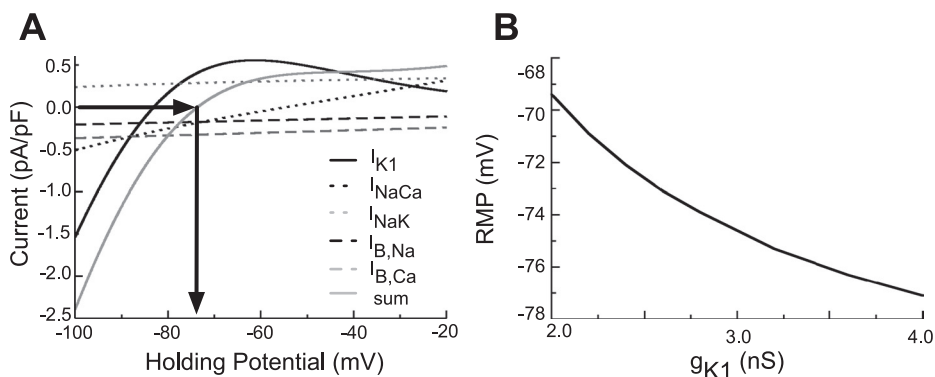 A
Current (pA/pF)
0.5
0.0
-0.5
-1.0
-1.5
-2.0
-2.5
-100
-80
-60
-40
-20
Holding Potential (mV)
I_K1
I_NaCa
I_NaK
I_B,Na
I_B,Ca
sum
B
RMP (mV)
-68
-70
-72
-74
-76
-78
2.0
3.0
4.0
g_K1 (nS)